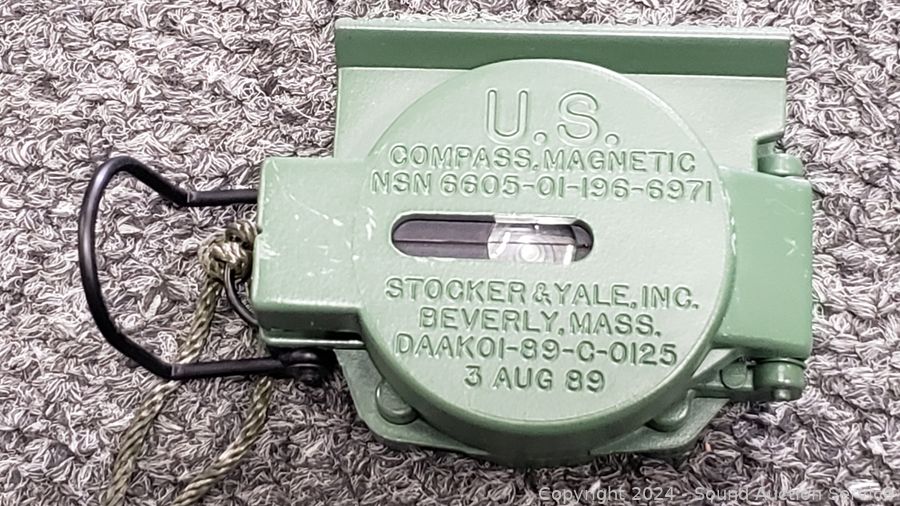 U.S.
COMPASS, MAGNETIC
NSN 6605-01-196-6971
STOCKER & YALE, INC.
BEVERLY, MASS.
DAAK01-89-C-0125
3 AUG 89
Copyright 2024 - Sound Auction Service